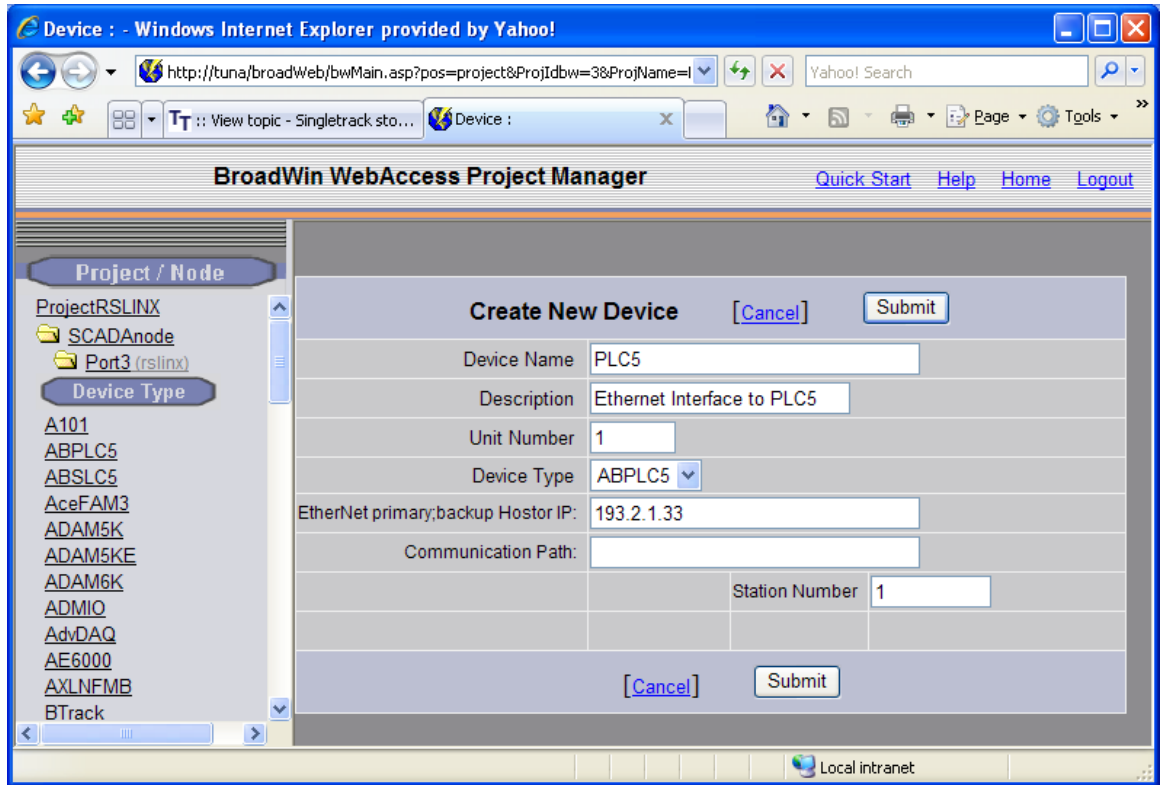 Device : - Windows Internet Explorer provided by Yahoo!
http://tuna/broadWeb/bwMain.asp?pos=project&ProjIdbw=3&ProjName=
Yahoo! Search
TT :: View topic - Singletrack sto...
Device :
Page
Tools
BroadWin WebAccess Project Manager
Quick Start Help Home Logout
Project / Node
ProjectRSLINX
SCADAnode
Port3 (rslinx)
Device Type
A101
ABPLC5
ABSLC5
AceFAM3
ADAM5K
ADAM5KE
ADAM6K
ADMIO
AdvDAQ
AE6000
AXLNFMB
BTrack
Create New Device [Cancel] Submit
Device Name PLC5
Description Ethernet Interface to PLC5
Unit Number 1
Device Type ABPLC5
EtherNet primary;backup Hostor IP: 193.2.1.33
Communication Path:
Station Number 1
[Cancel] Submit
Local intranet